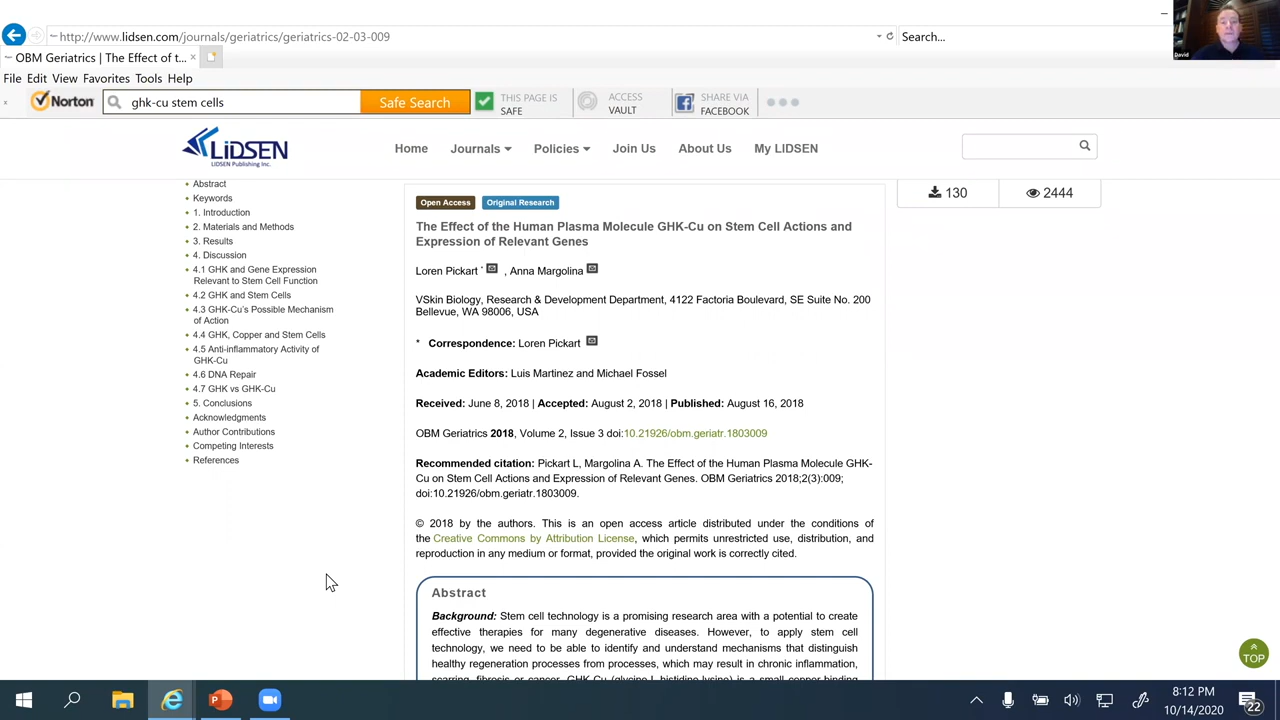 http://www.lidsen.com/journals/geriatrics/geriatrics-02-03-009
Search...
David
OBM Geriatrics | The Effect of t...
File Edit View Favorites Tools Help
Norton
ghk-cu stem cells
Safe Search
THIS PAGE IS
SAFE
ACCESS
VAULT
SHARE VIA
FACEBOOK
LiDSEN
LIDSEN Publishing Inc.
Home
Journals
Policies
Join Us
About Us
My LIDSEN
Abstract
Keywords
1. Introduction
2. Materials and Methods
3. Results
4. Discussion
4.1 GHK and Gene Expression
Relevant to Stem Cell Function
4.2 GHK and Stem Cells
4.3 GHK-Cu's Possible Mechanism
of Action
4.4 GHK, Copper and Stem Cells
4.5 Anti-inflammatory Activity of
GHK-Cu
4.6 DNA Repair
4.7 GHK vs GHK-Cu
5. Conclusions
Acknowledgments
Author Contributions
Competing Interests
References
Open Access
Original Research
The Effect of the Human Plasma Molecule GHK-Cu on Stem Cell Actions and
Expression of Relevant Genes
Loren Pickart * , Anna Margolina
VSkin Biology, Research & Development Department, 4122 Factoria Boulevard, SE Suite No. 200
Bellevue, WA 98006, USA
* Correspondence: Loren Pickart
Academic Editors: Luis Martinez and Michael Fossel
Received: June 8, 2018 | Accepted: August 2, 2018 | Published: August 16, 2018
OBM Geriatrics 2018, Volume 2, Issue 3 doi:10.21926/obm.geriatr.1803009
Recommended citation: Pickart L, Margolina A. The Effect of the Human Plasma Molecule GHK-
Cu on Stem Cell Actions and Expression of Relevant Genes. OBM Geriatrics 2018;2(3):009;
doi:10.21926/obm.geriatr.1803009.
© 2018 by the authors. This is an open access article distributed under the conditions of
the Creative Commons by Attribution License, which permits unrestricted use, distribution, and
reproduction in any medium or format, provided the original work is correctly cited.
Abstract
Background: Stem cell technology is a promising research area with a potential to create
effective therapies for many degenerative diseases. However, to apply stem cell
technology, we need to be able to identify and understand mechanisms that distinguish
healthy regeneration processes from processes, which may result in chronic inflammation,
scarring, fibrosis or cancer. GHK-Cu (glycine-l-histidine-lysine) is a small copper-binding
130
2444
TOP
8:12 PM
10/14/2020
22